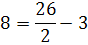 8 = 26/2 − 3